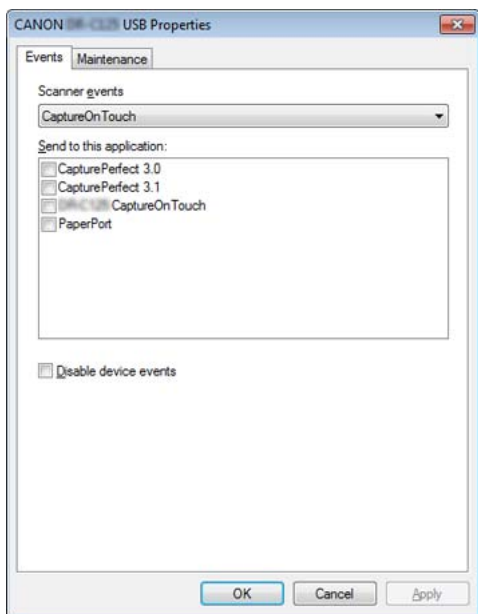 CANON USB Properties
Events
Maintenance
Scanner events
CaptureOnTouch
Send to this application:
CapturePerfect 3.0
CapturePerfect 3.1
CaptureOnTouch
PaperPort
Disable device events
OK
Cancel
Apply